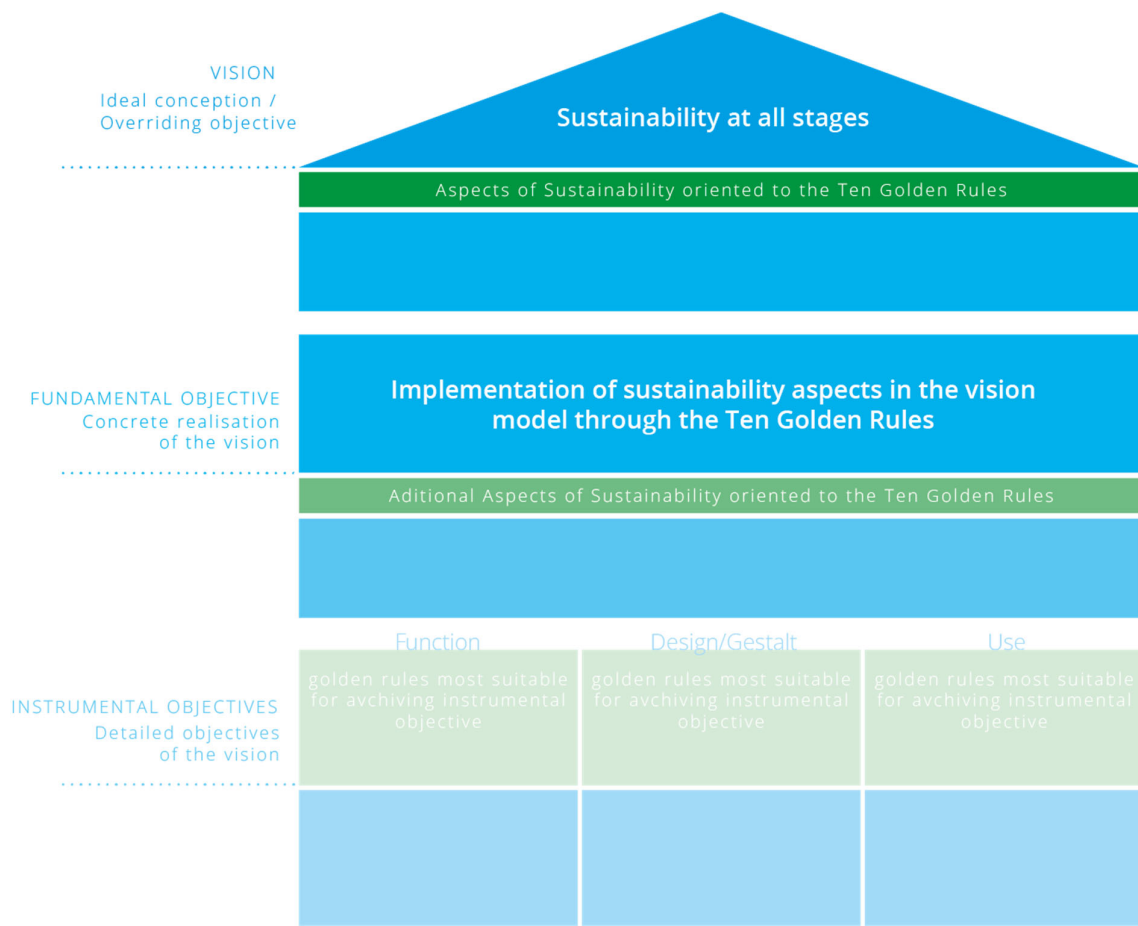 VISION
Ideal conception /
Overriding objective
Sustainability at all stages
Aspects of Sustainability oriented to the Ten Golden Rules
FUNDAMENTAL OBJECTIVE
Concrete realisation
of the vision
Implementation of sustainability aspects in the vision
model through the Ten Golden Rules
Aditional Aspects of Sustainability oriented to the Ten Golden Rules
INSTRUMENTAL OBJECTIVES
Detailed objectives
of the vision
Function
golden rules most suitable
for avchiving instrumental
objective
Design/Gestalt
golden rules most suitable
for avchiving instrumental
objective
Use
golden rules most suitable
for avchiving instrumental
objective